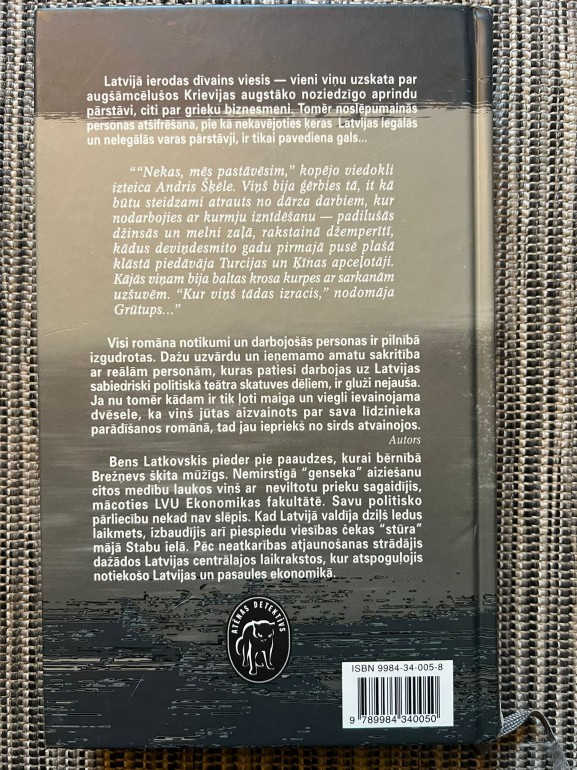 Latvijā ierodas dīvains viesis — vieni viņu uzskata par
augšāmcēlušos Krievijas augstāko noziedzīgo aprindu
pārstāvi, citi par grieķu biznesmeni. Tomēr noslēpumainās
personas atšifrēšana, pie kā nekavējoties ķeras Latvijas legālās
un nelegālās varas pārstāvji, ir tikai pavediena gals...
““Nekas, mēs pastāvēsim,” kopējo viedokli
izteica Andris Šķēle. Viņš bija ģērbies tā, it kā
būtu steidzami atrauts no dārza darbiem, kur
nodarbojies ar kurmju iznīdēšanu — padilušās
džinsās un melni zaļā, rakstainā džemperītī,
kādus deviņdesmito gadu pirmajā pusē plašā
klāstā piedāvāja Turcijas un Ķīnas apceļotāji.
Kājās viņam bija baltas krosa kurpes ar sarkanām
uzšuvēm. “Kur viņš tādas izracis,” nodomāja
Grūtups...”
Visi romāna notikumi un darbojošās personas ir pilnībā
izgudrotas. Dažu uzvārdu un ieņemamo amatu sakritība
ar reālām personām, kuras patiesi darbojas uz Latvijas
sabiedriski politiskā teātra skatuves dēļiem, ir gluži nejauša.
Ja nu tomēr kādam ir tik ļoti maiga un viegli ievainojama
dvēsele, ka viņš jūtas aizvainots par sava līdzinieka
parādīšanos romānā, tad jau iepriekš no sirds atvainojos.
Autors
Bens Latkovskis pieder pie paaudzes, kurai bērnībā
Brežņevs šķita mūžīgs. Nemirstīgā “genseka” aiziešanu
citos medību laukos viņš ar neviltotu prieku sagaidījis,
mācoties LVU Ekonomikas fakultātē. Savu politisko
pārliecību nekad nav slēpis. Kad Latvijā valdīja dziļš ledus
laikmets, izbaudījis arī piespiedu viesības čekas “stūra”
mājā Stabu ielā. Pēc neatkarības atjaunošanas strādājis
dažādos Latvijas centrālajos laikrakstos, kur atspoguļojis
notiekošo Latvijas un pasaules ekonomikā.
ATĒNAS DETEKTĪVS
ISBN 9984-34-005-8
9 789984 340050